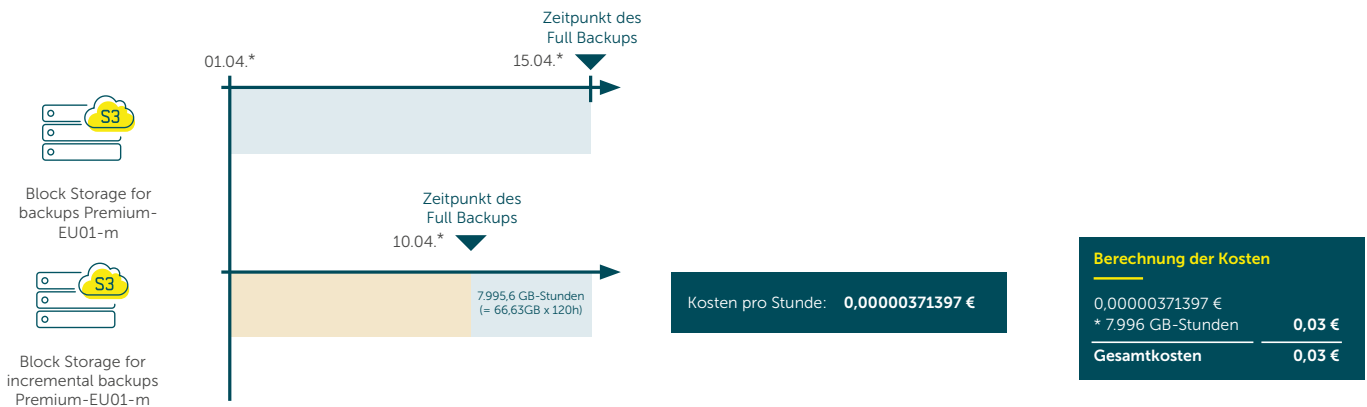 Zeitpunkt des
Full Backups
01.04.*
15.04.*
S3
Block Storage for
backups Premium-
EU01-m
Zeitpunkt des
Full Backups
10.04.*
S3
7.995,6 GB-Stunden
(= 66,63GB x 120h)
Block Storage for
incremental backups
Premium-EU01-m
Kosten pro Stunde: 0,00000371397 €
Berechnung der Kosten
0,00000371397 €
* 7.996 GB-Stunden 0,03 €
Gesamtkosten 0,03 €